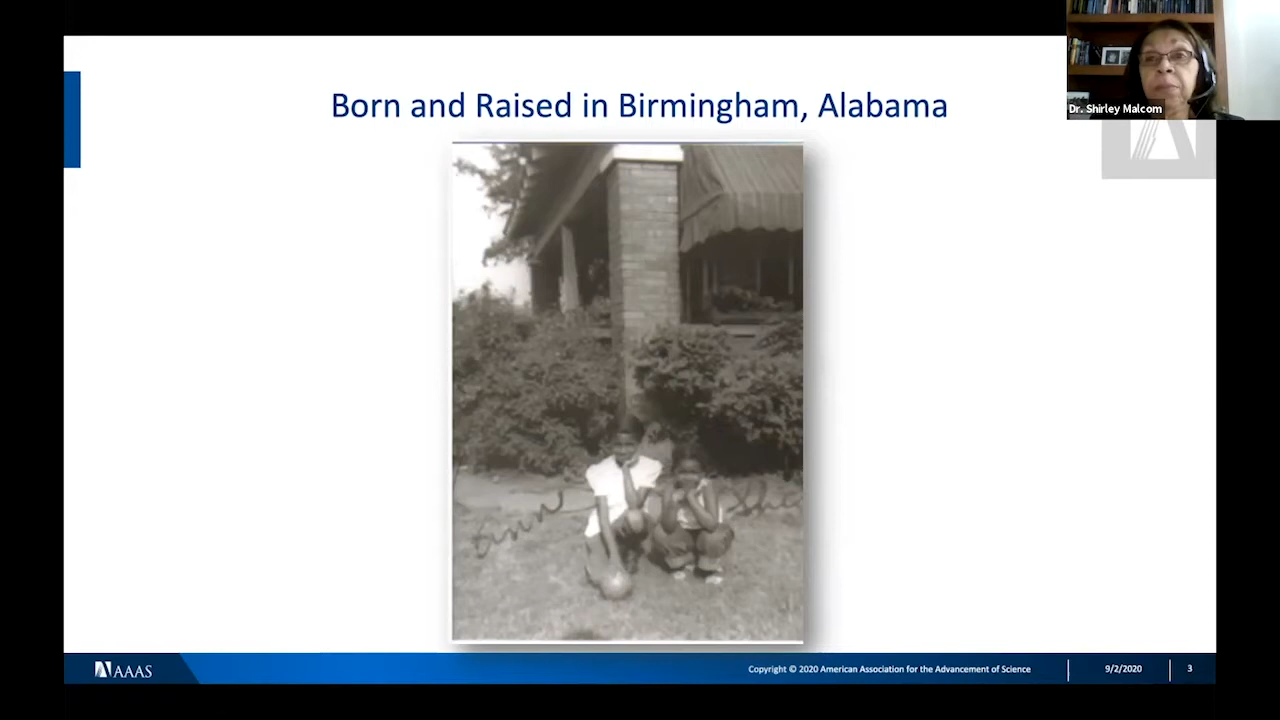 Born and Raised in Birmingham, Alabama
Dr. Shirley Malcom
Ann
AAAS
Copyright © 2020 American Association for the Advancement of Science
9/2/2020
3